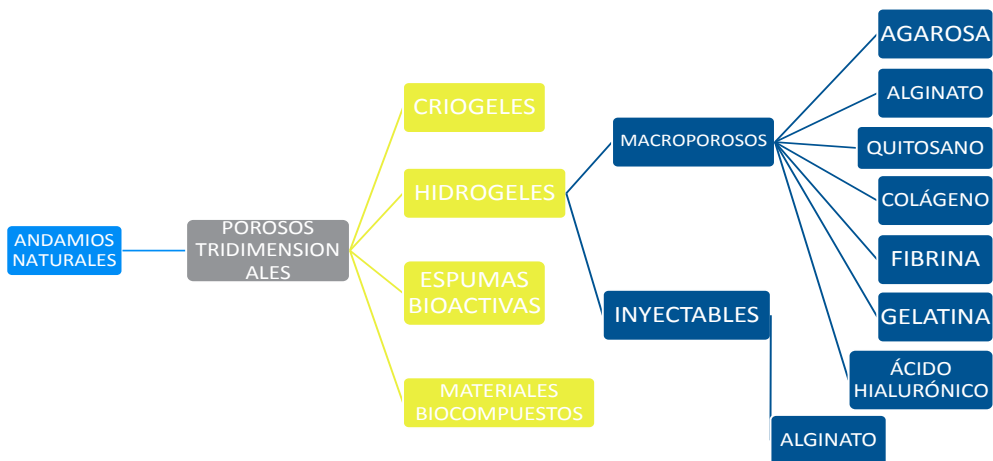 ANDAMIOS
NATURALES
POROSOS
TRIDIMENSION
ALES
CRIOGELES
HIDROGELES
ESPUMAS
BIOACTIVAS
MATERIALES
BIOCOMPUESTOS
MACROPOROSOS
INYECTABLES
AGAROSA
ALGINATO
QUITOSANO
COLÁGENO
FIBRINA
GELATINA
ÁCIDO
HIALURÓNICO
ALGINATO